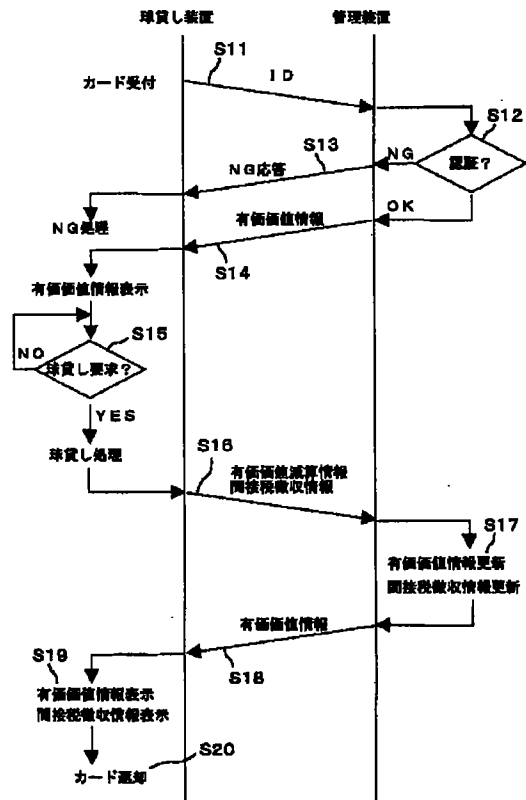 球貸し装置
管理装置
S11
ID
カード受付
S12
認証?
S13
NG
NG応答
OK
NG処理
有価価値情報
S14
有価価値情報表示
S15
NO
球貸し要求?
YES
球貸し処理
S16
有価価値減算情報
間接税徴収情報
S17
有価価値情報更新
間接税徴収情報更新
有価価値情報
S18
S19
有価価値情報表示
間接税徴収情報表示
S20
カード返却